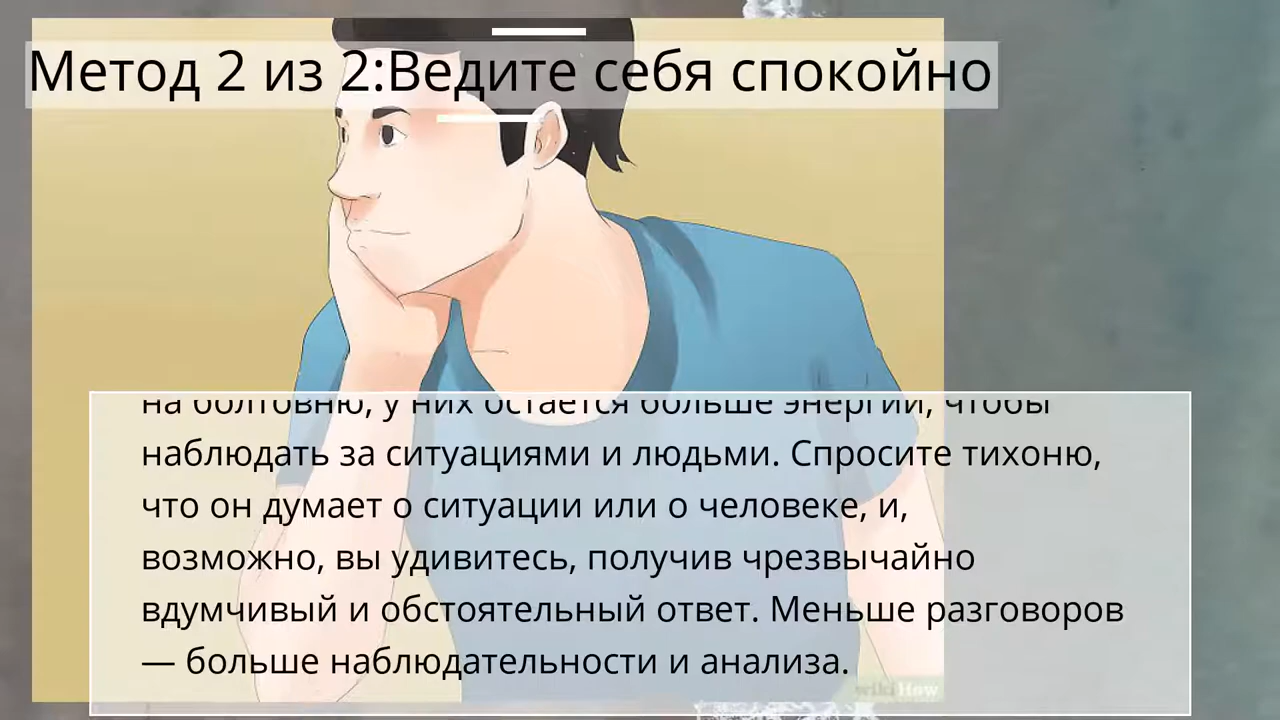 Метод 2 из 2:Ведите себя спокойно
на болтовню, у них остается больше энергии, чтобы
наблюдать за ситуациями и людьми. Спросите тихоню,
что он думает о ситуации или о человеке, и,
возможно, вы удивитесь, получив чрезвычайно
вдумчивый и обстоятельный ответ. Меньше разговоров
— больше наблюдательности и анализа.
wikiHow